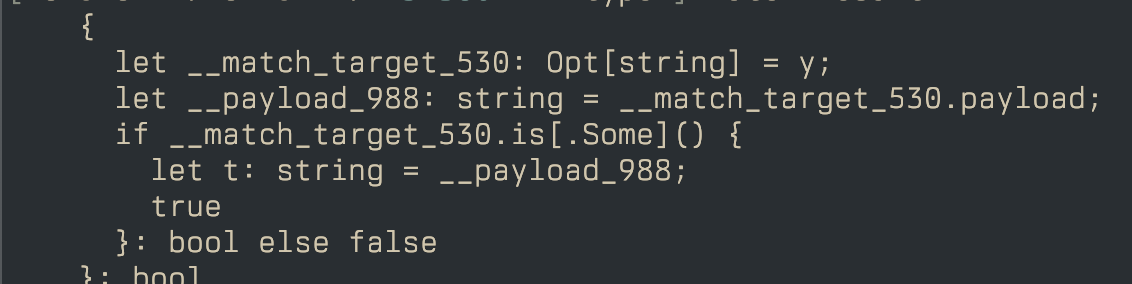 {
let __match_target_530: Opt[string] = y;
let __payload_988: string = __match_target_530.payload;
if __match_target_530.is[.Some]() {
let t: string = __payload_988;
true
}: bool else false
}: bool